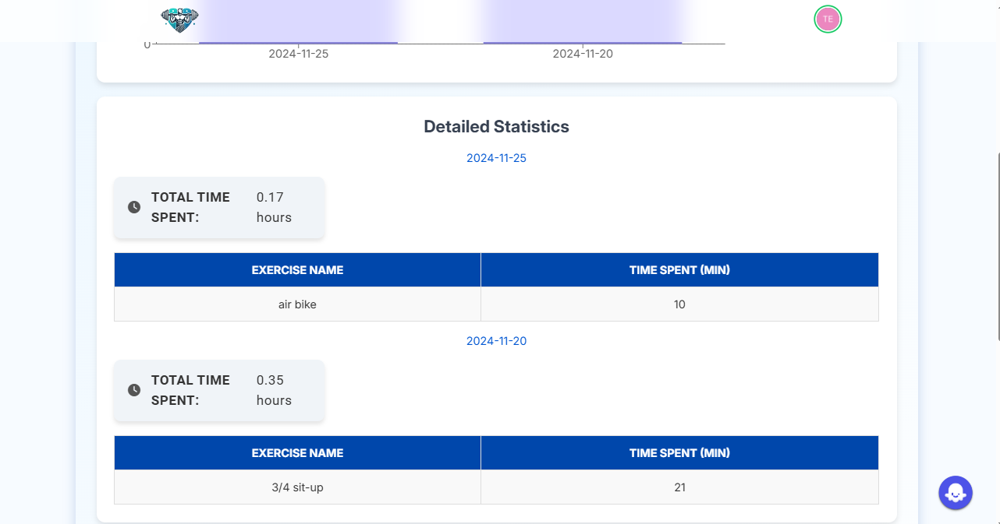 TE
0
2024-11-25
2024-11-20
Detailed Statistics
2024-11-25
TOTAL TIME SPENT:
0.17 hours
EXERCISE NAME
TIME SPENT (MIN)
air bike
10
2024-11-20
TOTAL TIME SPENT:
0.35 hours
EXERCISE NAME
TIME SPENT (MIN)
3/4 sit-up
21